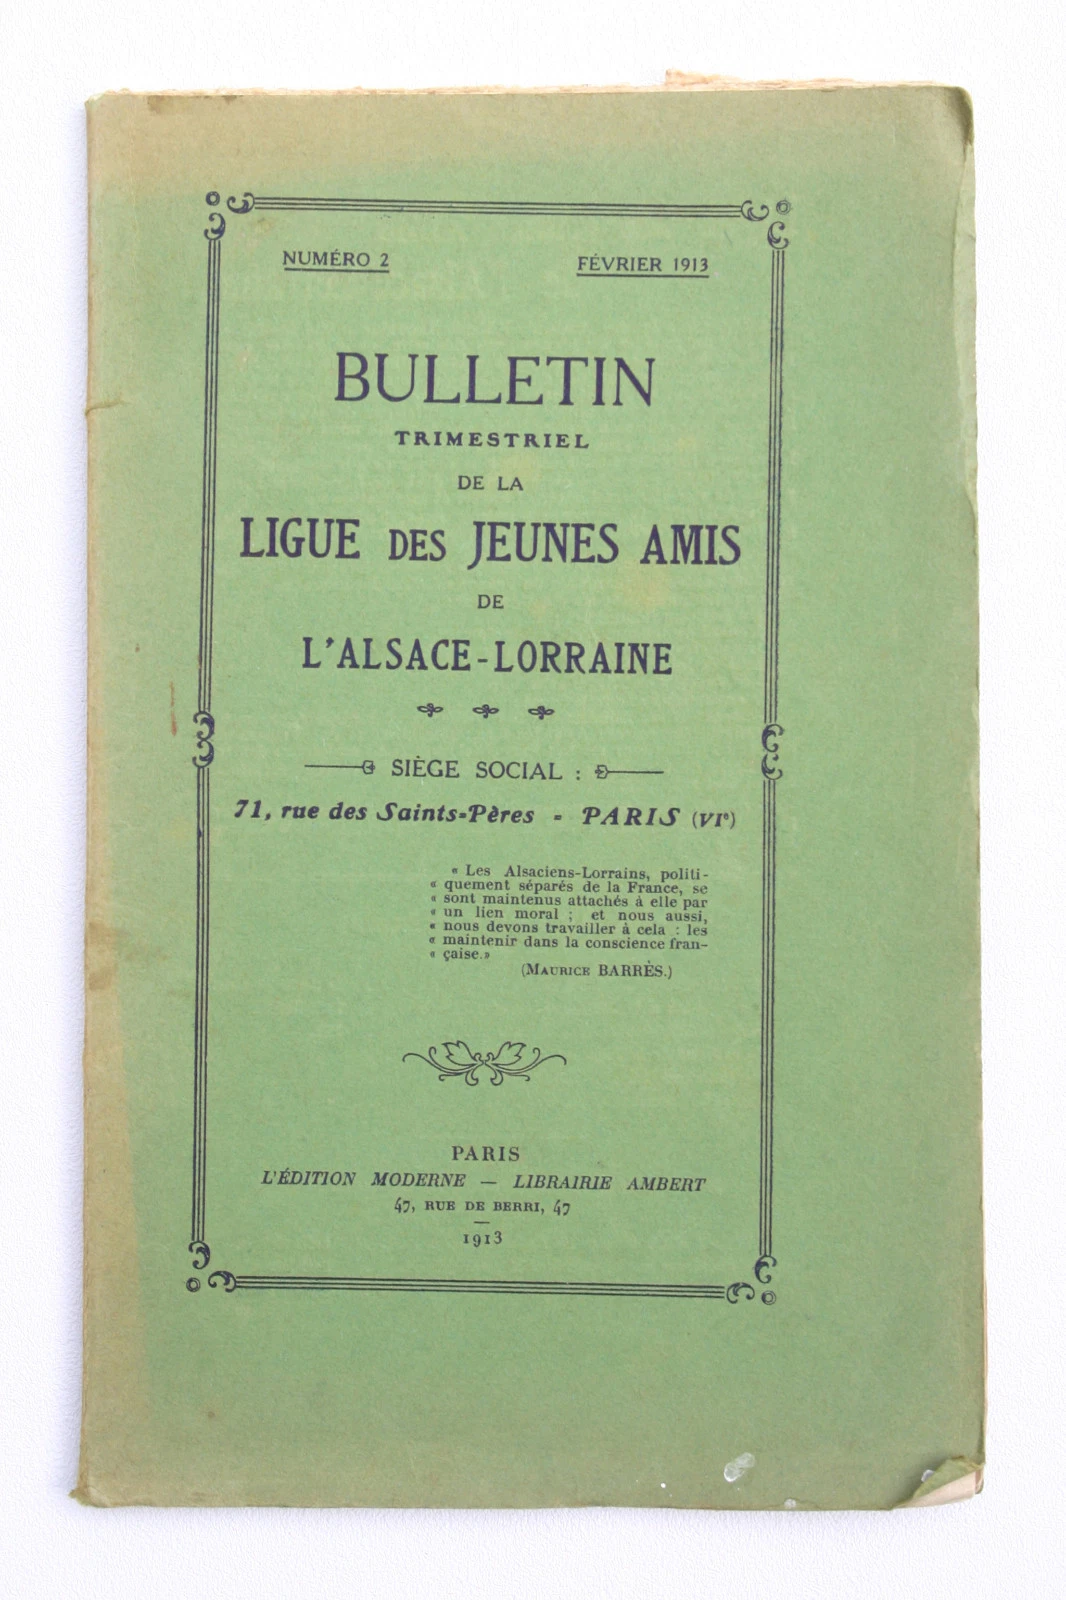 NUMÉRO 2 FÉVRIER 1913
BULLETIN
TRIMESTRIEL
DE LA
LIGUE DES JEUNES AMIS
DE
L'ALSACE-LORRAINE
SIÈGE SOCIAL :
71, rue des Saints-Pères - PARIS (VIe)
« Les Alsaciens-Lorrains, politi-
« quement séparés de la France, se
« sont maintenus attachés à elle par
« un lien moral ; et nous aussi,
« nous devons travailler à cela : les
« maintenir dans la conscience fran-
« çaise.»
(MAURICE BARRÈS.)
PARIS
L'ÉDITION MODERNE — LIBRAIRIE AMBERT
47, RUE DE BERRI, 47
1913